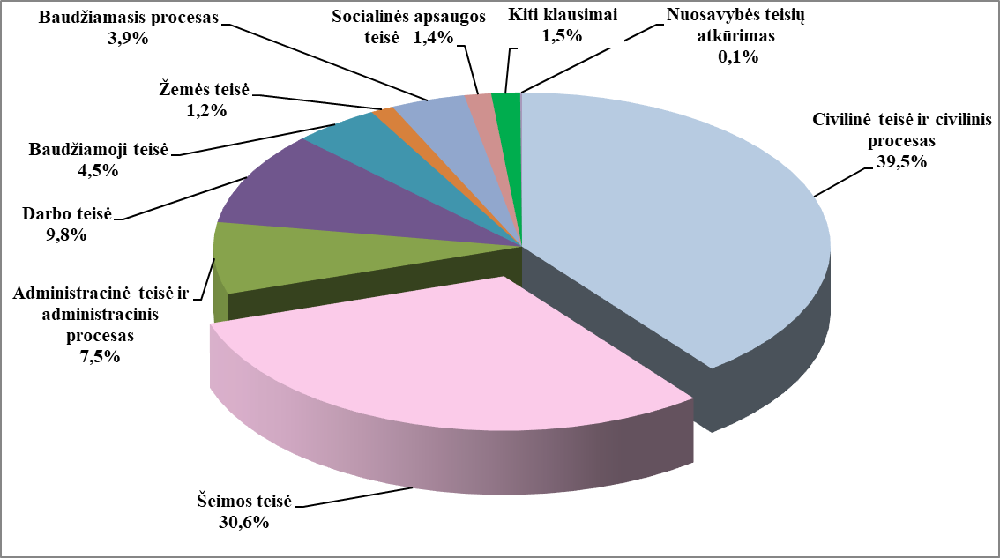 Baudžiamasis procesas
3,9%
Socialinės apsaugos
teisė 1,4%
Kiti klausimai
1,5%
Nuosavybės teisių
atkūrimas
0,1%
Žemės teisė
1,2%
Civilinė teisė ir civilinis
procesas
39,5%
Baudžiamoji teisė
4,5%
Darbo teisė
9,8%
Administracinė teisė ir
administracinis
procesas
7,5%
Šeimos teisė
30,6%